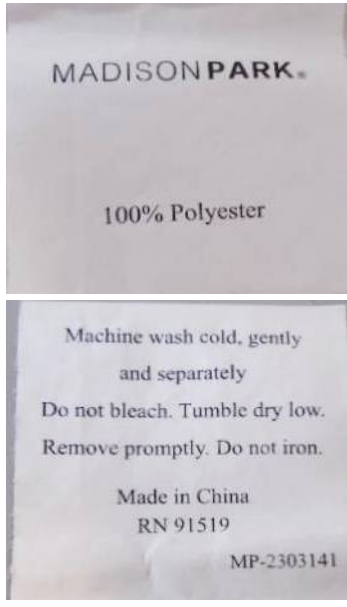 MADISONPARK®
100% Polyester
Machine wash cold, gently
and separately
Do not bleach. Tumble dry low.
Remove promptly. Do not iron.
Made in China
RN 91519
MP-2303141